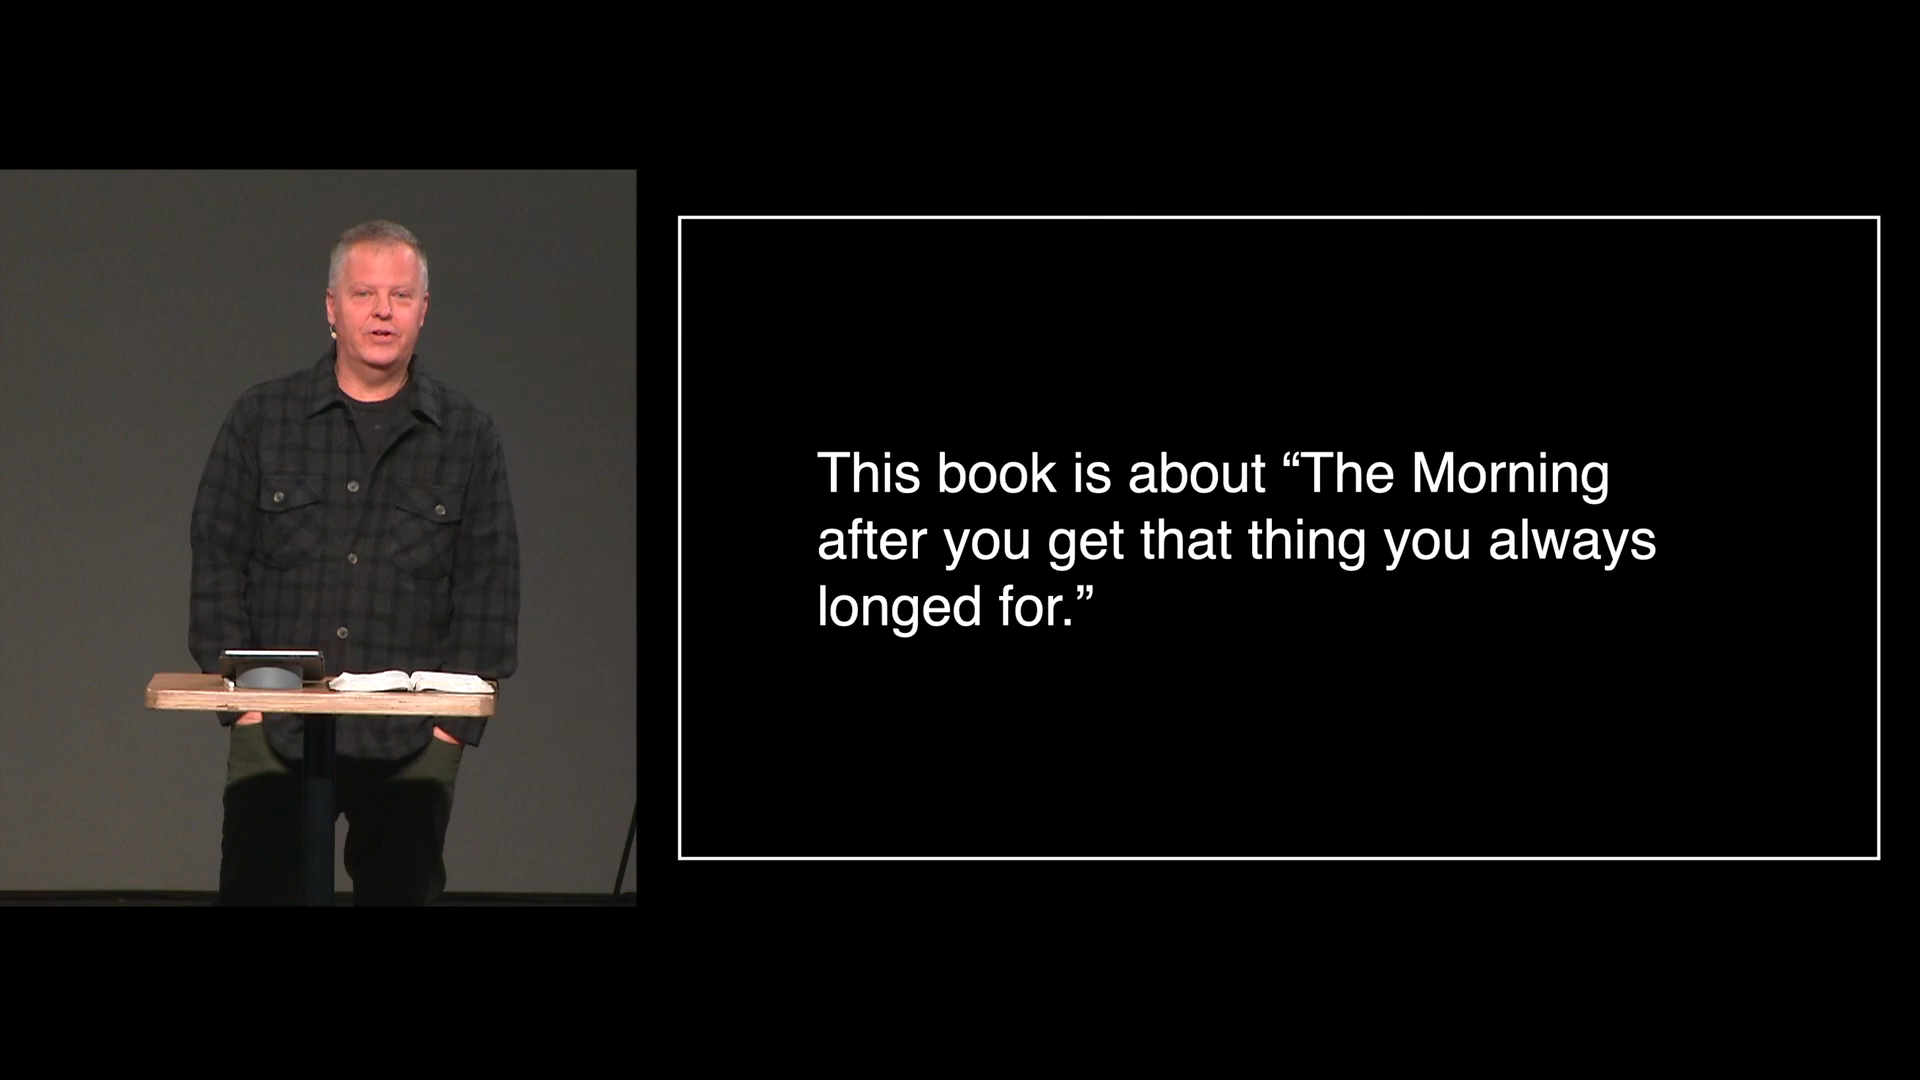 This book is about “The Morning
after you get that thing you always
longed for.”